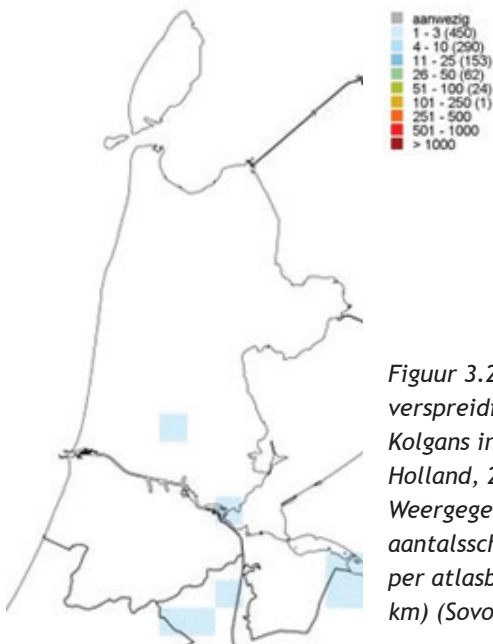 aanwezig
1 - 3 (450)
4 - 10 (290)
11 - 25 (153)
26 - 50 (62)
51 - 100 (24)
101 - 250 (1)
251 - 500
501 - 1000
> 1000
Figuur 3.2
verspreidi
Kolgans in
Holland, 2
Weergege
aantalssch
per atlasb
km) (Sovo